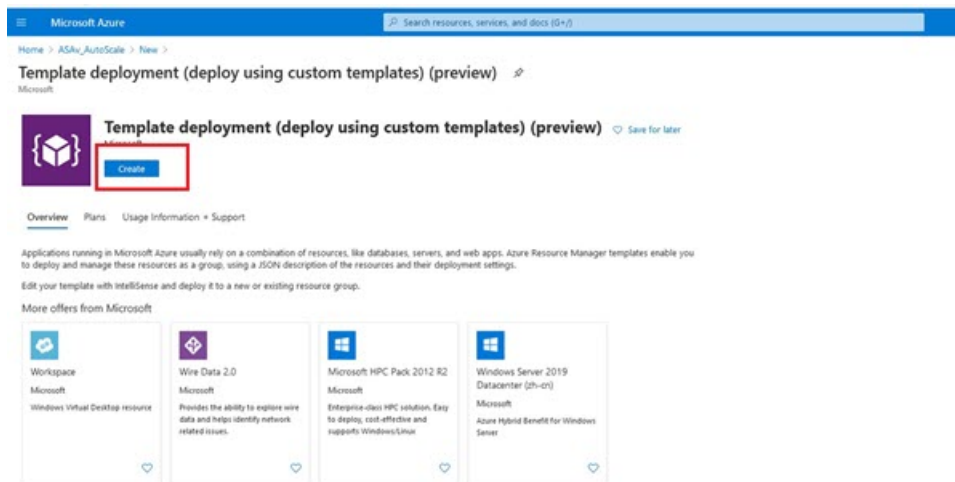 Microsoft Azure
Search resources, services, and docs (G+/)
Home > ASAv_AutoScale > New >
Template deployment (deploy using custom templates) (preview)
Microsoft
Template deployment (deploy using custom templates) (preview)
Save for later
Microsoft
Create
Overview Plans Usage Information + Support
Applications running in Microsoft Azure usually rely on a combination of resources, like databases, servers, and web apps. Azure Resource Manager templates enable you
to deploy and manage these resources as a group, using a JSON description of the resources and their deployment settings.
Edit your template with IntelliSense and deploy it to a new or existing resource group.
More offers from Microsoft
Workspace
Microsoft
Windows Virtual Desktop resource
Wire Data 2.0
Microsoft
Provides the ability to explore wire
data and helps identify network
related issues.
Microsoft HPC Pack 2012 R2
Microsoft
Enterprise-class HPC solution. Easy
to deploy, cost-effective and
supports Windows/Linux
Windows Server 2019
Datacenter (zh-cn)
Microsoft
Azure Hybrid Benefit for Windows
Server